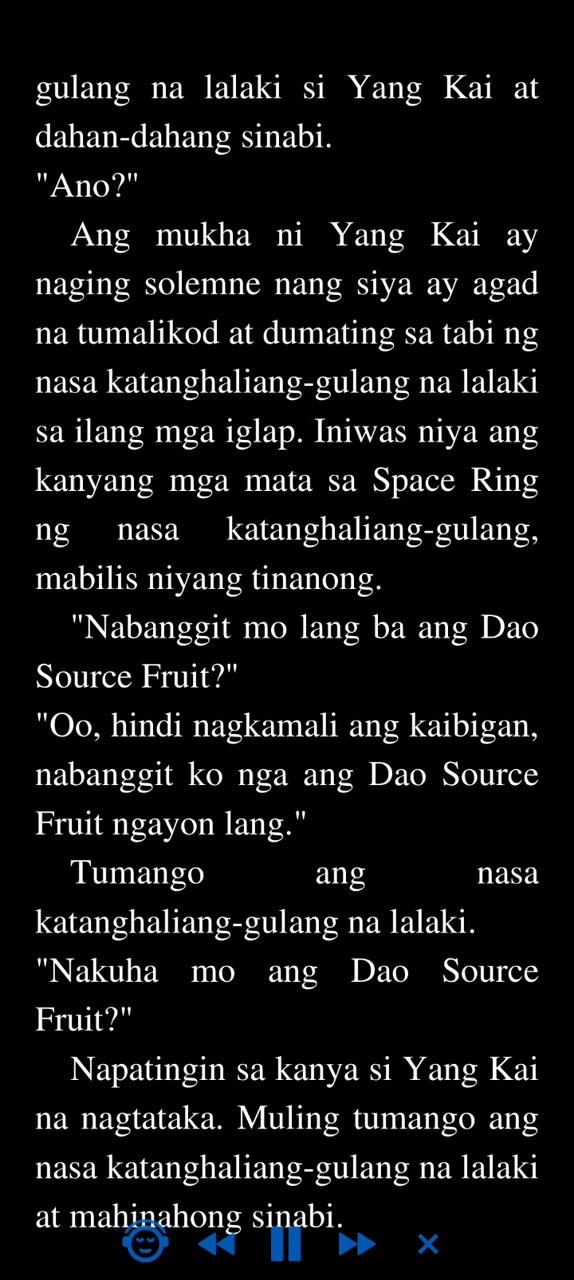 gulang na lalaki si Yang Kai at
dahan-dahang sinabi.
"Ano?"
Ang mukha ni Yang Kai ay
naging solemne nang siya ay agad
na tumalikod at dumating sa tabi ng
nasa katanghaliang-gulang na lalaki
sa ilang mga iglap. Iniwas niya ang
kanyang mga mata sa Space Ring
ng nasa katanghaliang-gulang,
mabilis niyang tinanong.
"Nabanggit mo lang ba ang Dao
Source Fruit?"
"Oo, hindi nagkamali ang kaibigan,
nabanggit ko nga ang Dao Source
Fruit ngayon lang."
Tumango ang nasa
katanghaliang-gulang na lalaki.
"Nakuha mo ang Dao Source
Fruit?"
Napatingin sa kanya si Yang Kai
na nagtataka. Muling tumango ang
nasa katanghaliang-gulang na lalaki
at mahinahong sinabi.